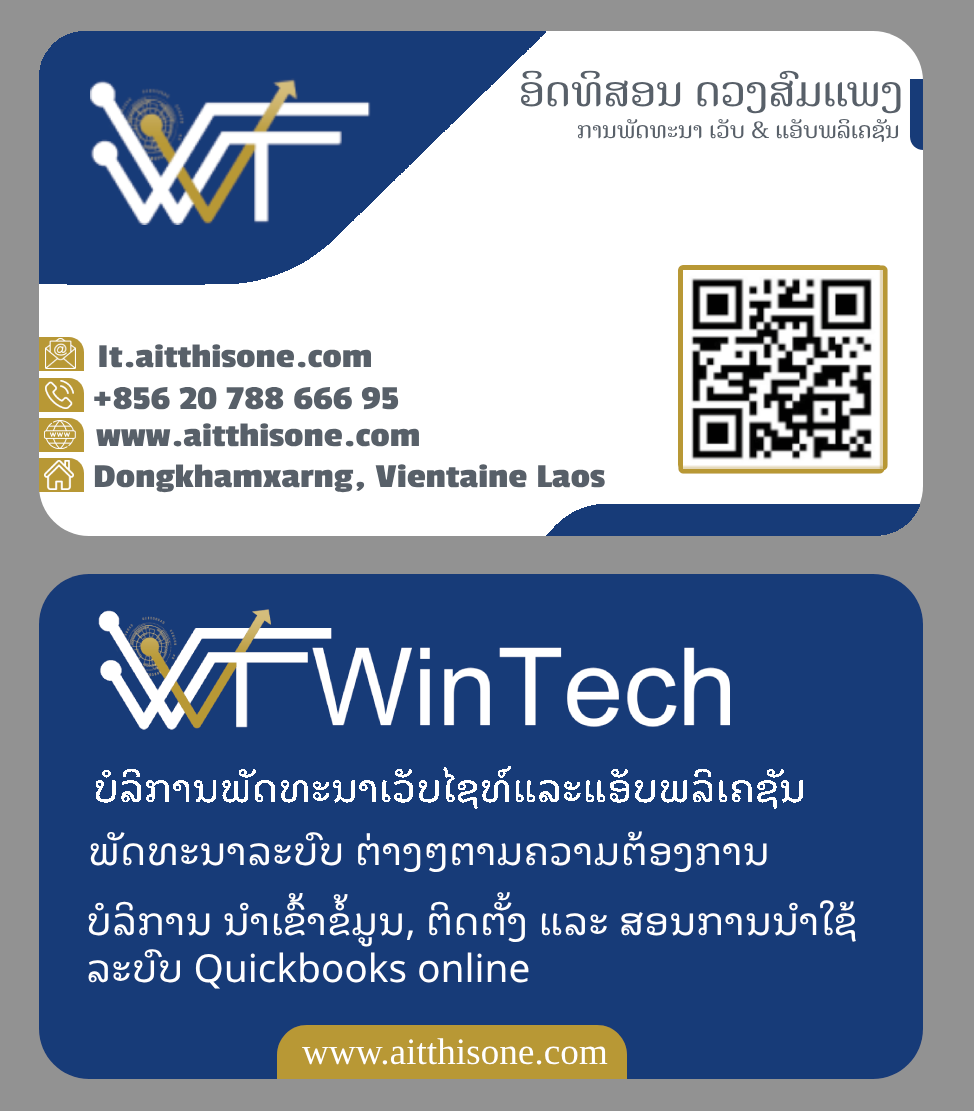 ອິດທິສອນ ດວງສົມແພງ
ການພັດທະນາ ເວັບ & ແອັບພລິເຄຊັນ
It.aitthisone.com
+856 20 788 666 95
www.aitthisone.com
Dongkhamxarng, Vientaine Laos
WinTech
ບໍລິການພັດທະນາເວັບໄຊທ໌ແລະແອັບພລິເຄຊັນ
ພັດທະນາລະບົບ ຕ່າງໆຕາມຄວາມຕ້ອງການ
ບໍລິການ ນຳເຂົ້າຂໍ້ມູນ, ຕິດຕັ້ງ ແລະ ສອນການນຳໃຊ້
ລະບົບ Quickbooks online
www.aitthisone.com